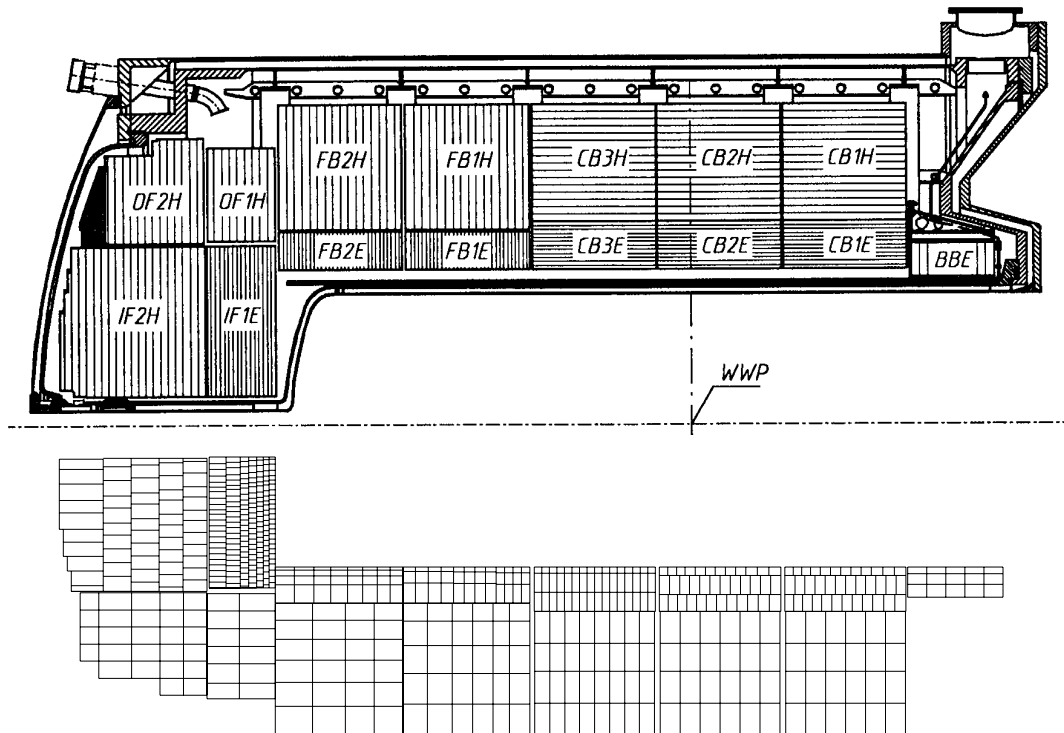 FB2H FB1H CB3H CB2H CB1H
OF2H OF1H
FB2E FB1E CB3E CB2E CB1E
BBE
IF2H IF1E
WWP